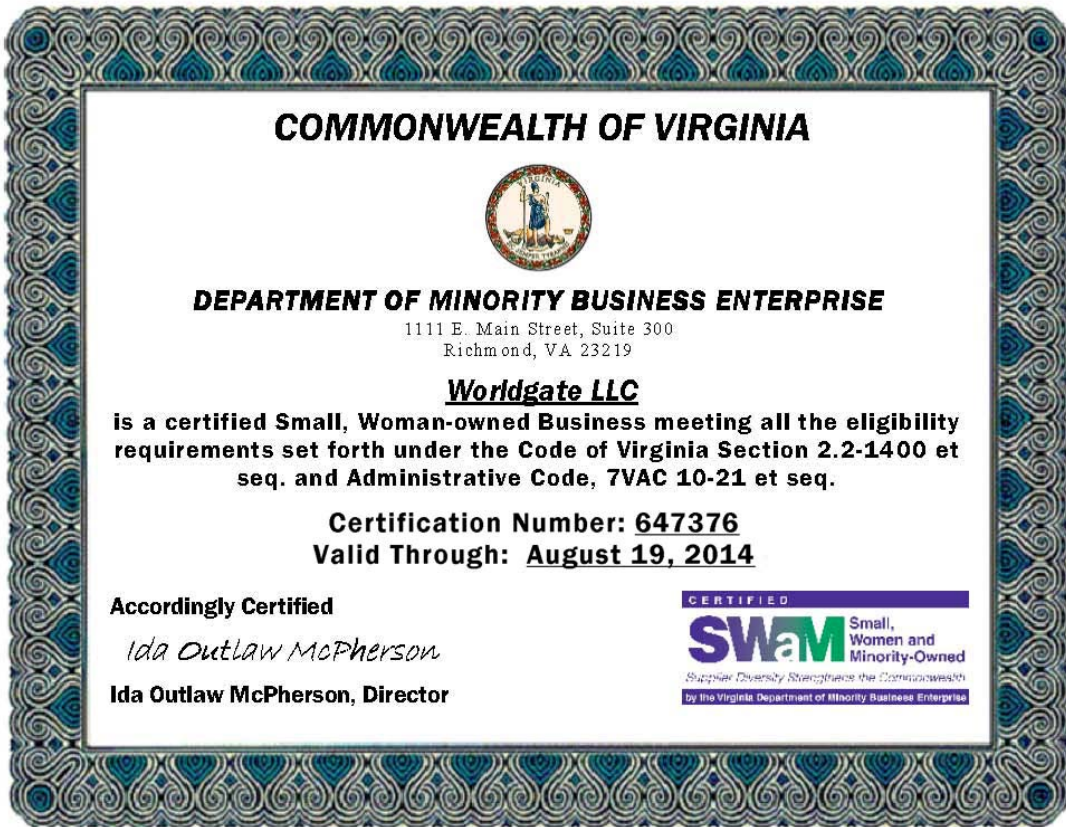 COMMONWEALTH OF VIRGINIA
VIRGINIA
SIC SEMPER TYRANNIS
DEPARTMENT OF MINORITY BUSINESS ENTERPRISE
1111 E. Main Street, Suite 300
Richmond, VA 23219
Worldgate LLC
is a certified Small, Woman-owned Business meeting all the eligibility
requirements set forth under the Code of Virginia Section 2.2-1400 et
seq. and Administrative Code, 7VAC 10-21 et seq.
Certification Number: 647376
Valid Through: August 19, 2014
Accordingly Certified
Ida Outlaw McPherson
Ida Outlaw McPherson, Director
CERTIFIED
SWaM
Small,
Women and
Minority-Owned
Supplier Diversity Strengthens the Commonwealth
by the Virginia Department of Minority Business Enterprise